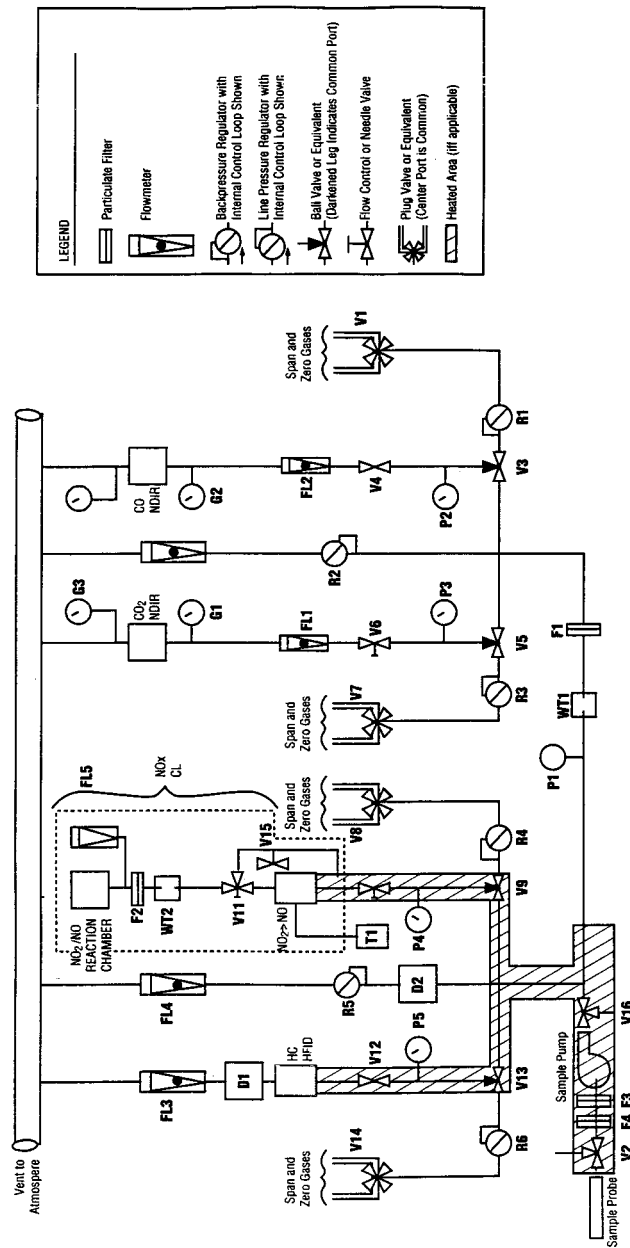 LEGEND
Particulate Filter
Flowmeter
Backpressure Regulator with
Internal Control Loop Shown
Line Pressure Regulator with
Internal Control Loop Shown
Ball Valve or Equivalent
(Darkened Leg Indicates Common Port)
Flow Control or Needle Valve
Plug Valve or Equivalent
(Center Port is Common)
Heated Area (iff applicable)
Vent to
Atmospere
G3
CO2
NDIR
G1
FL1
V6
P3
V5
CO
NDIR
G2
FL2
V4
P2
V3
R2
Span and
Zero Gases
V1
R1
Span and
Zero Gases
V7
R3
Span and
Zero Gases
V8
R4
FL5
NOx
CL
NO2/NO
REACTION
CHAMBER
F2
WT2
V11
V15
NO2>NO
T1
P4
V9
FL4
R5
D2
FL3
D1
HC
HFID
V12
P5
V13
Span and
Zero Gases
V14
R6
P1
WT1
F1
Sample Pump
V16
F3
F4
V2
Sample Probe